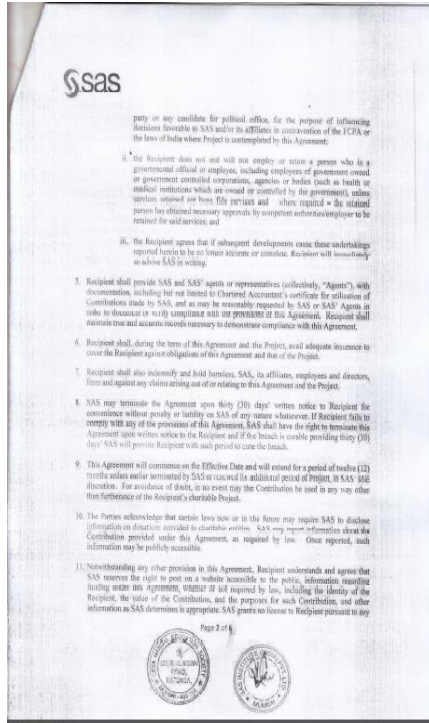 sas
party or any candidate for political office, for the purpose of influencing
decisions favorable to SAS and/or its affiliates in contravention of the FCPA or
the laws of India where Project is contemplated by this Agreement;
ii. the Recipient does not and will not employ or retain a person who is a
governmental official or employee, including employees of government owned
or government controlled corporations, agencies or bodies (such as health or
medical institutions which are owned or controlled by the government), unless
services retained are bona fide services and where required = the retained
person has obtained necessary approvals by competent authorities/employer to be
retained for said services; and
iii. the Recipient agrees that if subsequent developments cause these undertakings
reported herein to be no longer accurate or complete. Recipient will immediately
so advise SAS in writing.
5. Recipient shall provide SAS and SAS' agents or representatives (collectively, "Agents"), with
documentation, including but not limited to Chartered Accountant's certificate for utilization of
Contributions made by SAS, and as may be reasonably requested by SAS or SAS' Agents in
order to document or verify compliance with the provisions of this Agreement. Recipient shall
maintain true and accurate records necessary to demonstrate compliance with this Agreement.
6. Recipient shall, during the term of this Agreement and the Project, avail adequate insurance to
cover the Recipient against obligations of this Agreement and that of the Project.
7. Recipient shall also indemnify and hold harmless, SAS, its affiliates, employees and directors,
from and against any claims arising out of or relating to this Agreement and the Project.
8. SAS may terminate the Agreement upon thirty (30) days' written notice to Recipient for
convenience without penalty or liability on SAS of any nature whatsoever. If Recipient fails to
comply with any of the provisions of this Agreement, SAS shall have the right to terminate this
Agreement upon written notice to the Recipient and if the breach is curable providing thirty (30)
days' SAS will provide Recipient with such period to cure the breach.
9. This Agreement will commence on the Effective Date and will extend for a period of twelve (12)
months unless earlier terminated by SAS or renewed for additional period of Project, in SAS' sole
discretion. For avoidance of doubt, in no event may the Contribution be used in any way other
than furtherance of the Recipient's charitable Project.
10. The Parties acknowledge that certain laws now or in the future may require SAS to disclose
information on donations provided to charitable entities. SAS may report information about the
Contribution provided under this Agreement, as required by law. Once reported, such
information may be publicly accessible.
11. Notwithstanding any other provision in this Agreement, Recipient understands and agrees that
SAS reserves the right to post on a website accessible to the public, information regarding
funding under this Agreement, whether or not required by law, including the identity of the
Recipient, the value of the Contribution, and the purposes for such Contribution, and other
information as SAS determines is appropriate. SAS grants no license to Recipient pursuant to any
Page 2 of 6
SOCIETY
ROAD,
MATUNGA,
SAS INSTITUTE (INDIA) PVT LTD
MUMBAI